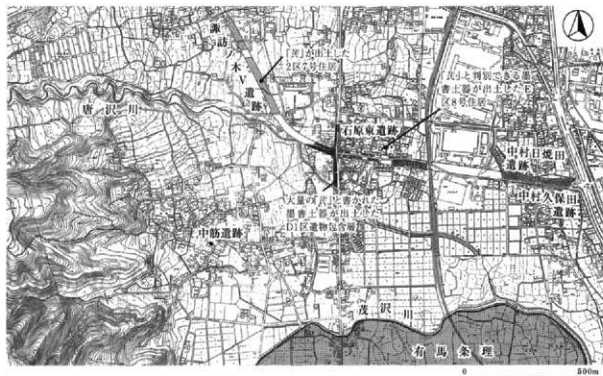 諏訪ノ木Ⅴ遺跡
「茋」が出土した
2区7号住居
と判別できる墨
書土器が出土したE
区8号住居
唐沢川
石原東遺跡
中村日焼田
遺跡
中村久保田
遺跡
大量の
と書かれた
墨書土器が出土した
D1区遺物包含層
中筋遺跡
茂沢川
有馬条理
0 500m